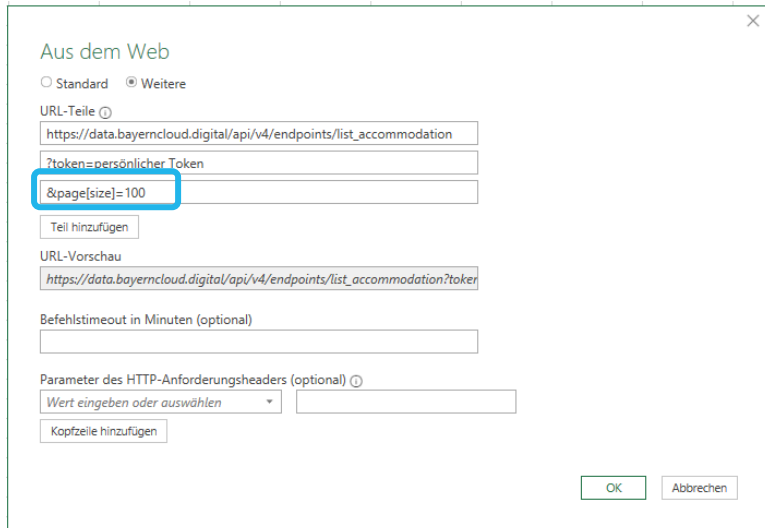 Aus dem Web
Standard Weitere
URL-Teile
https://data.bayerncloud.digital/api/v4/endpoints/list_accommodation
?token=persönlicher Token
&page[size]=100
Teil hinzufügen
URL-Vorschau
https://data.bayerncloud.digital/api/v4/endpoints/list_accommodation?token
Befehlstimeout in Minuten (optional)
Parameter des HTTP-Anforderungsheaders (optional)
Wert eingeben oder auswählen
Kopfzeile hinzufügen
OK Abbrechen